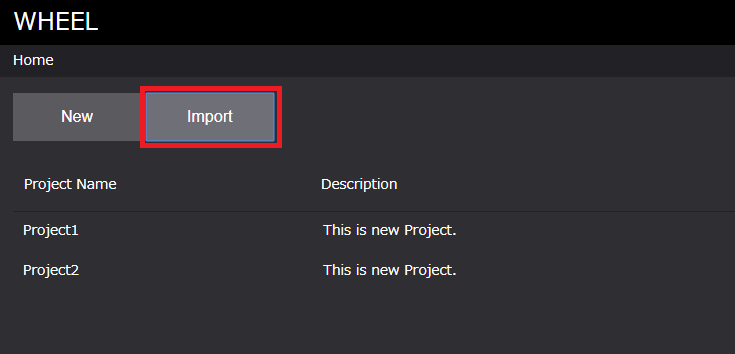 WHEEL
Home
New Import
Project Name Description
Project1 This is new Project.
Project2 This is new Project.